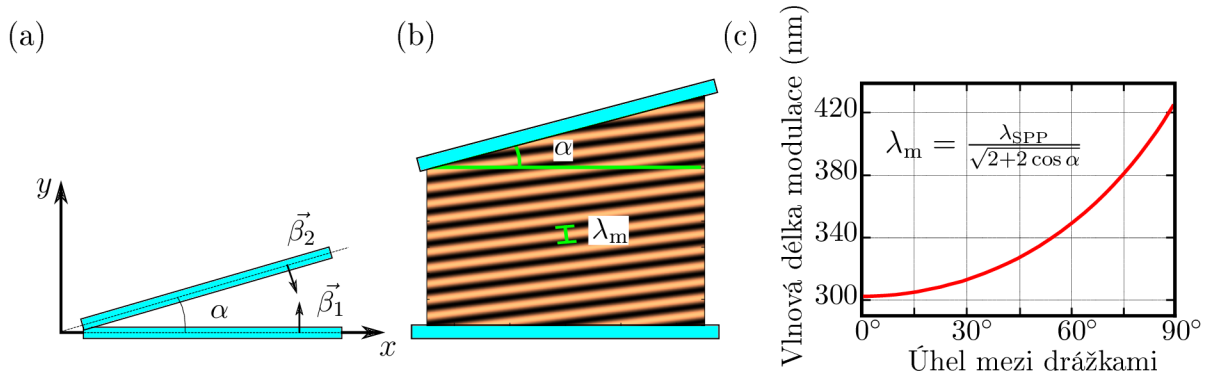 (a)
y
β⃗₂
β⃗₁
α
x
(b)
α
λₘ
(c)
Vlnová délka modulace (nm)
420
380
340
300
λₘ = λ_SPP / √(2+2 cos α)
0° 30° 60° 90°
Úhel mezi drážkami